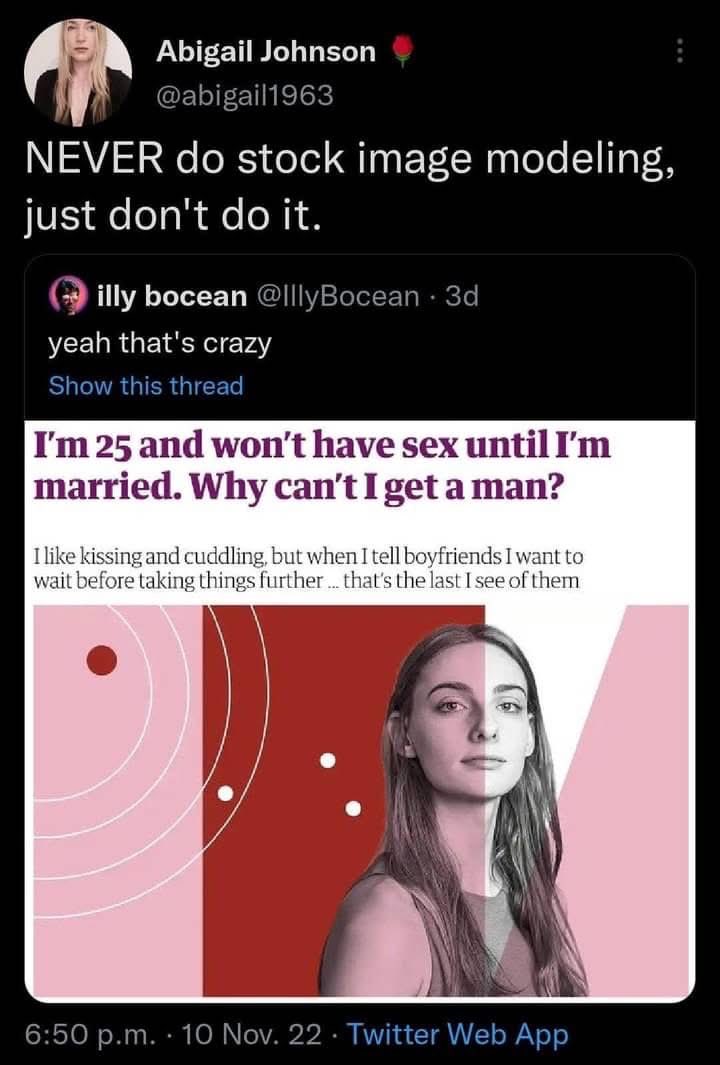 Abigail Johnson🌹
@abigail1963
NEVER do stock image modeling,
just don't do it.
illy bocean @IllyBocean · 3d
yeah that's crazy
Show this thread
I'm 25 and won't have sex until I'm
married. Why can't I get a man?
I like kissing and cuddling, but when I tell boyfriends I want to
wait before taking things further ... that's the last I see of them
6:50 p.m. · 10 Nov. 22 · Twitter Web App